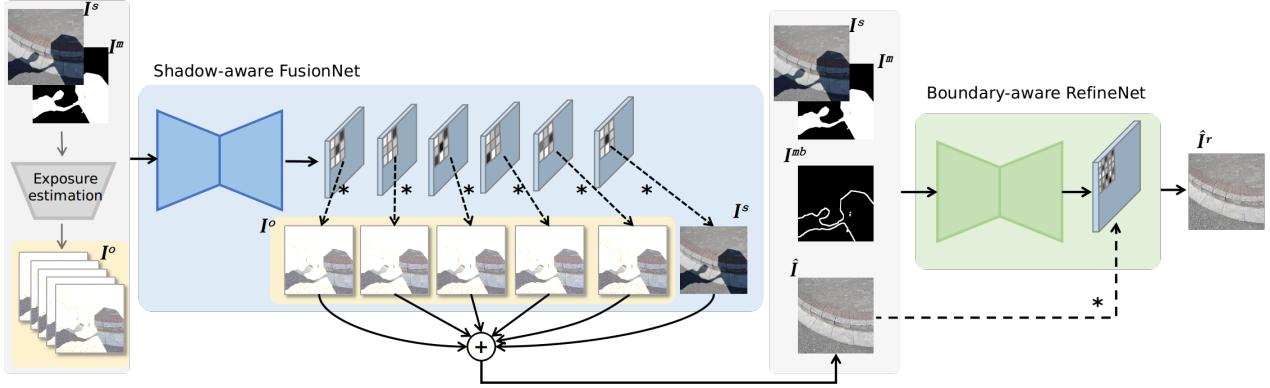 I^s
I^m
Exposure
estimation
I^o
Shadow-aware FusionNet
* * * * * *
I^o
I^s
+
I^s
I^m
I^mb
Î
Boundary-aware RefineNet
*
Î^r